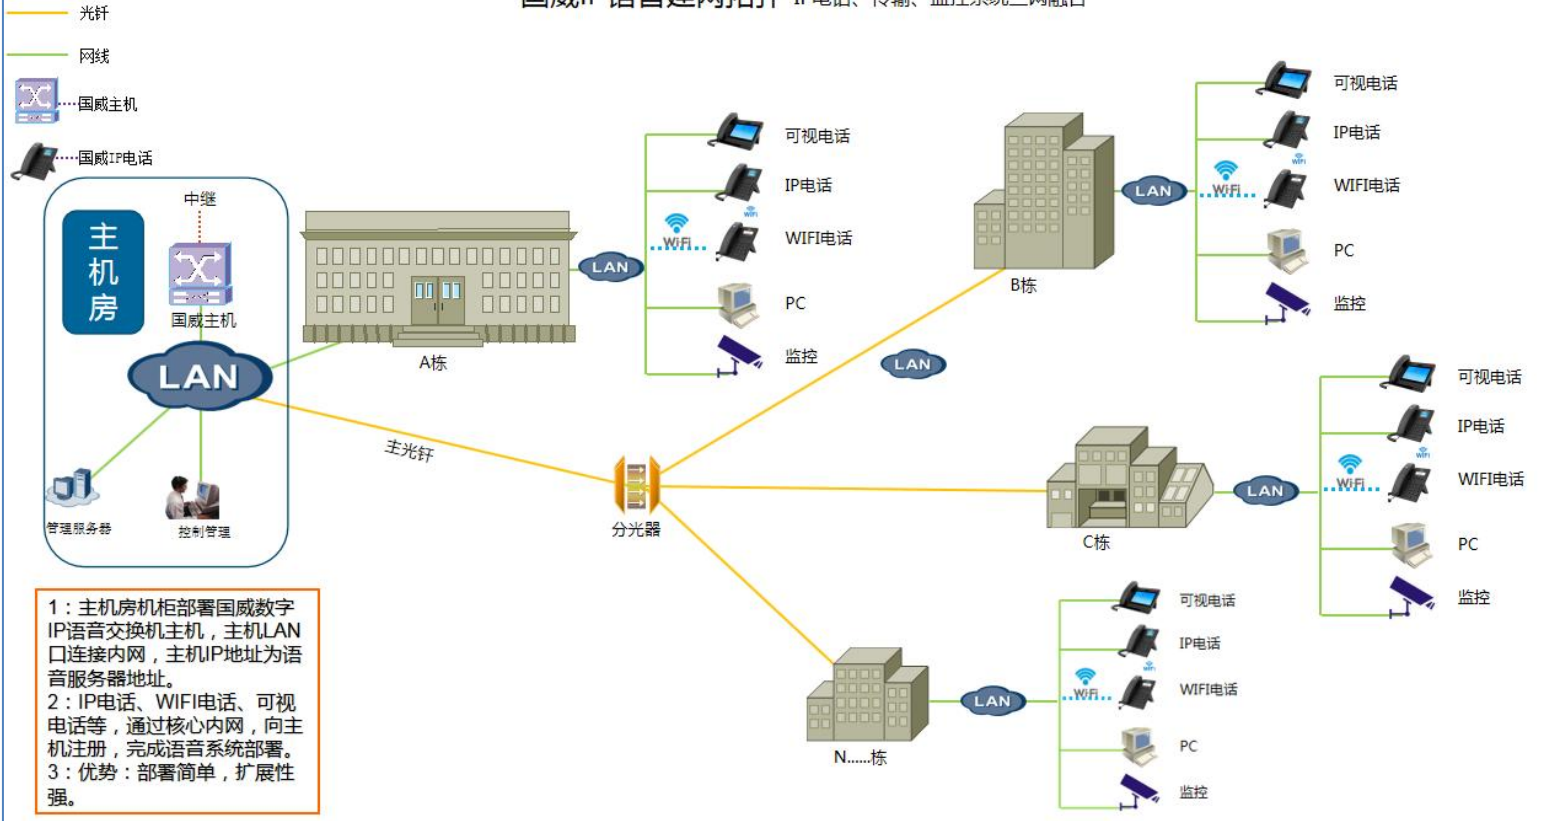 光钎
网线
国威主机
国威IP电话
主机房
中继
国威主机
LAN
管理服务器
控制管理
A栋
LAN
可视电话
IP电话
WiFi
WiFi
WIFI电话
PC
监控
主光钎
分光器
LAN
B栋
LAN
可视电话
IP电话
WiFi
WiFi
WIFI电话
PC
监控
C栋
LAN
可视电话
IP电话
WiFi
WiFi
WIFI电话
PC
监控
N......栋
LAN
可视电话
IP电话
WiFi
WiFi
WIFI电话
PC
监控
1：主机房机柜部署国威数字
IP语音交换机主机，主机LAN
口连接内网，主机IP地址为语
音服务器地址。
2：IP电话、WIFI电话、可视
电话等，通过核心内网，向主
机注册，完成语音系统部署。
3：优势：部署简单，扩展性
强。